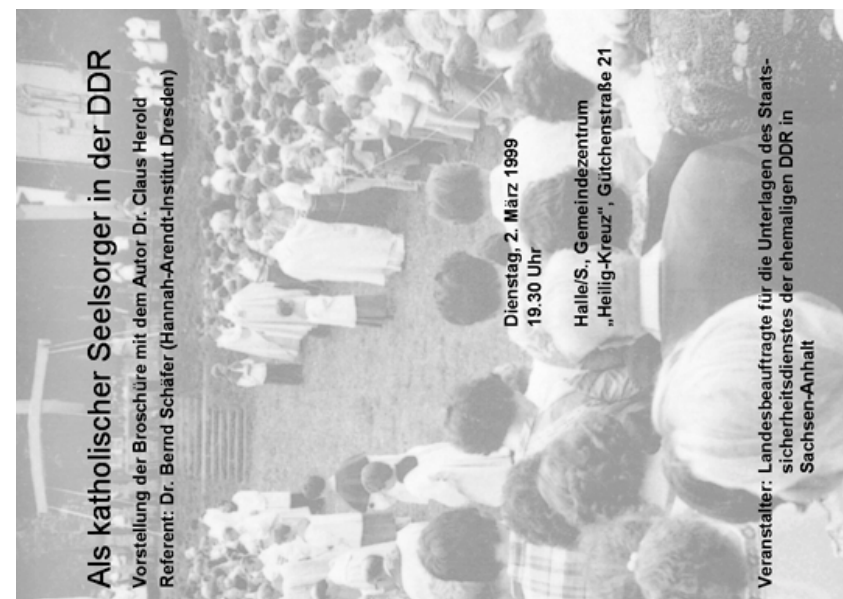 Als katholischer Seelsorger in der DDR
Vorstellung der Broschüre mit dem Autor Dr. Claus Herold
Referent: Dr. Bernd Schäfer (Hannah-Arendt-Institut Dresden)
Dienstag, 2. März 1999
19.30 Uhr
Halle/S., Gemeindezentrum
„Heilig-Kreuz“, Gütchenstraße 21
Veranstalter: Landesbeauftragte für die Unterlagen des Staats-
sicherheitsdienstes der ehemaligen DDR in
Sachsen-Anhalt